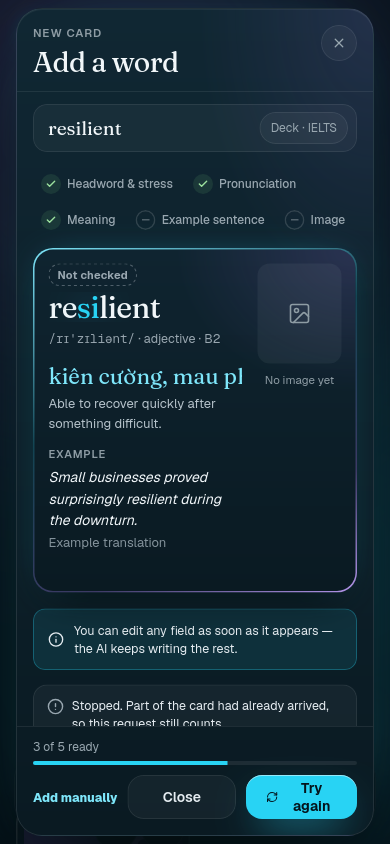 NEW CARD
Add a word
resilient
Deck · IELTS
Headword & stress
Pronunciation
Meaning
Example sentence
Image
Not checked
resilient
/rɪˈzɪliənt/ · adjective · B2
No image yet
kiên cường, mau
Able to recover quickly after
something difficult.
EXAMPLE
Small businesses proved
surprisingly resilient during
the downturn.
Example translation
You can edit any field as soon as it appears —
the AI keeps writing the rest.
Stopped. Part of the card had already arrived,
so this request still counts
3 of 5 ready
Add manually
Close
Try
again